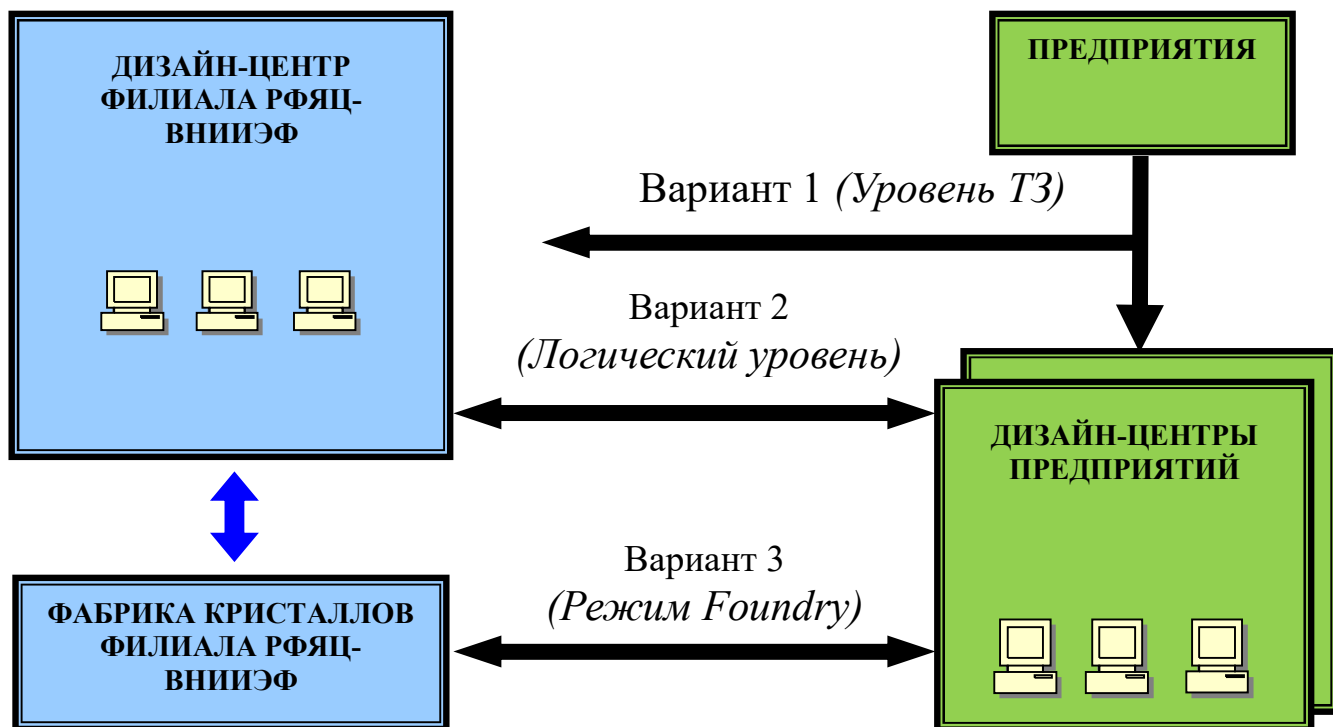 ДИЗАЙН-ЦЕНТР
ФИЛИАЛА РФЯЦ-
ВНИИЭФ
ПРЕДПРИЯТИЯ
Вариант 1 (Уровень ТЗ)
Вариант 2
(Логический уровень)
ДИЗАЙН-ЦЕНТРЫ
ПРЕДПРИЯТИЙ
Вариант 3
(Режим Foundry)
ФАБРИКА КРИСТАЛЛОВ
ФИЛИАЛА РФЯЦ-
ВНИИЭФ